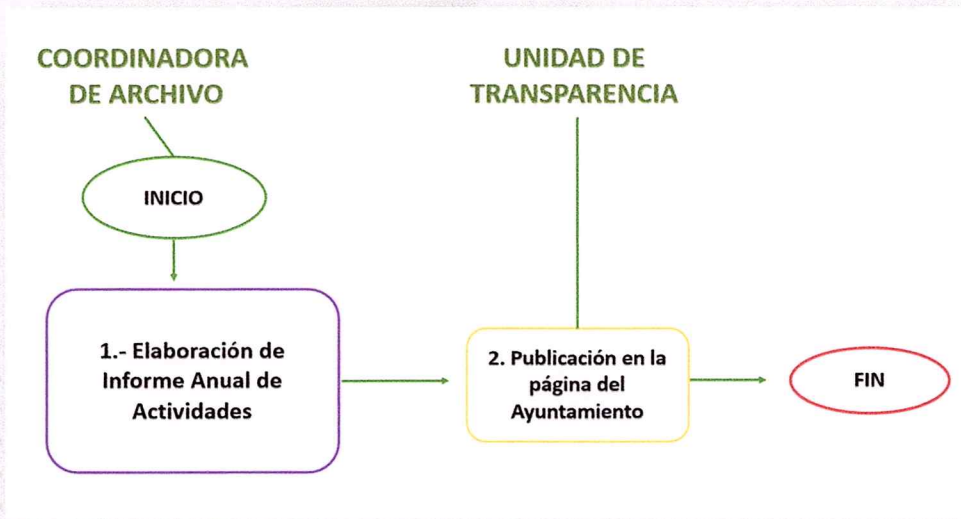 COORDINADORA
DE ARCHIVO
UNIDAD DE
TRANSPARENCIA
INICIO
1.- Elaboración de
Informe Anual de
Actividades
2. Publicación en la
página del
Ayuntamiento
FIN